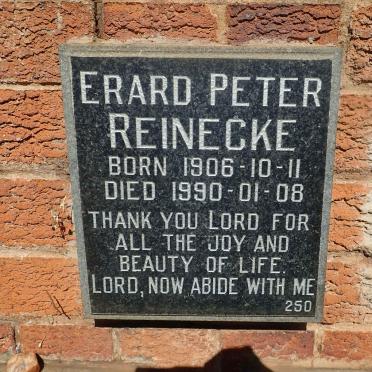 ERARD PETER
REINECKE
BORN 1906-10-11
DIED 1990-01-08
THANK YOU LORD FOR
ALL THE JOY AND
BEAUTY OF LIFE.
LORD, NOW ABIDE WITH ME
250